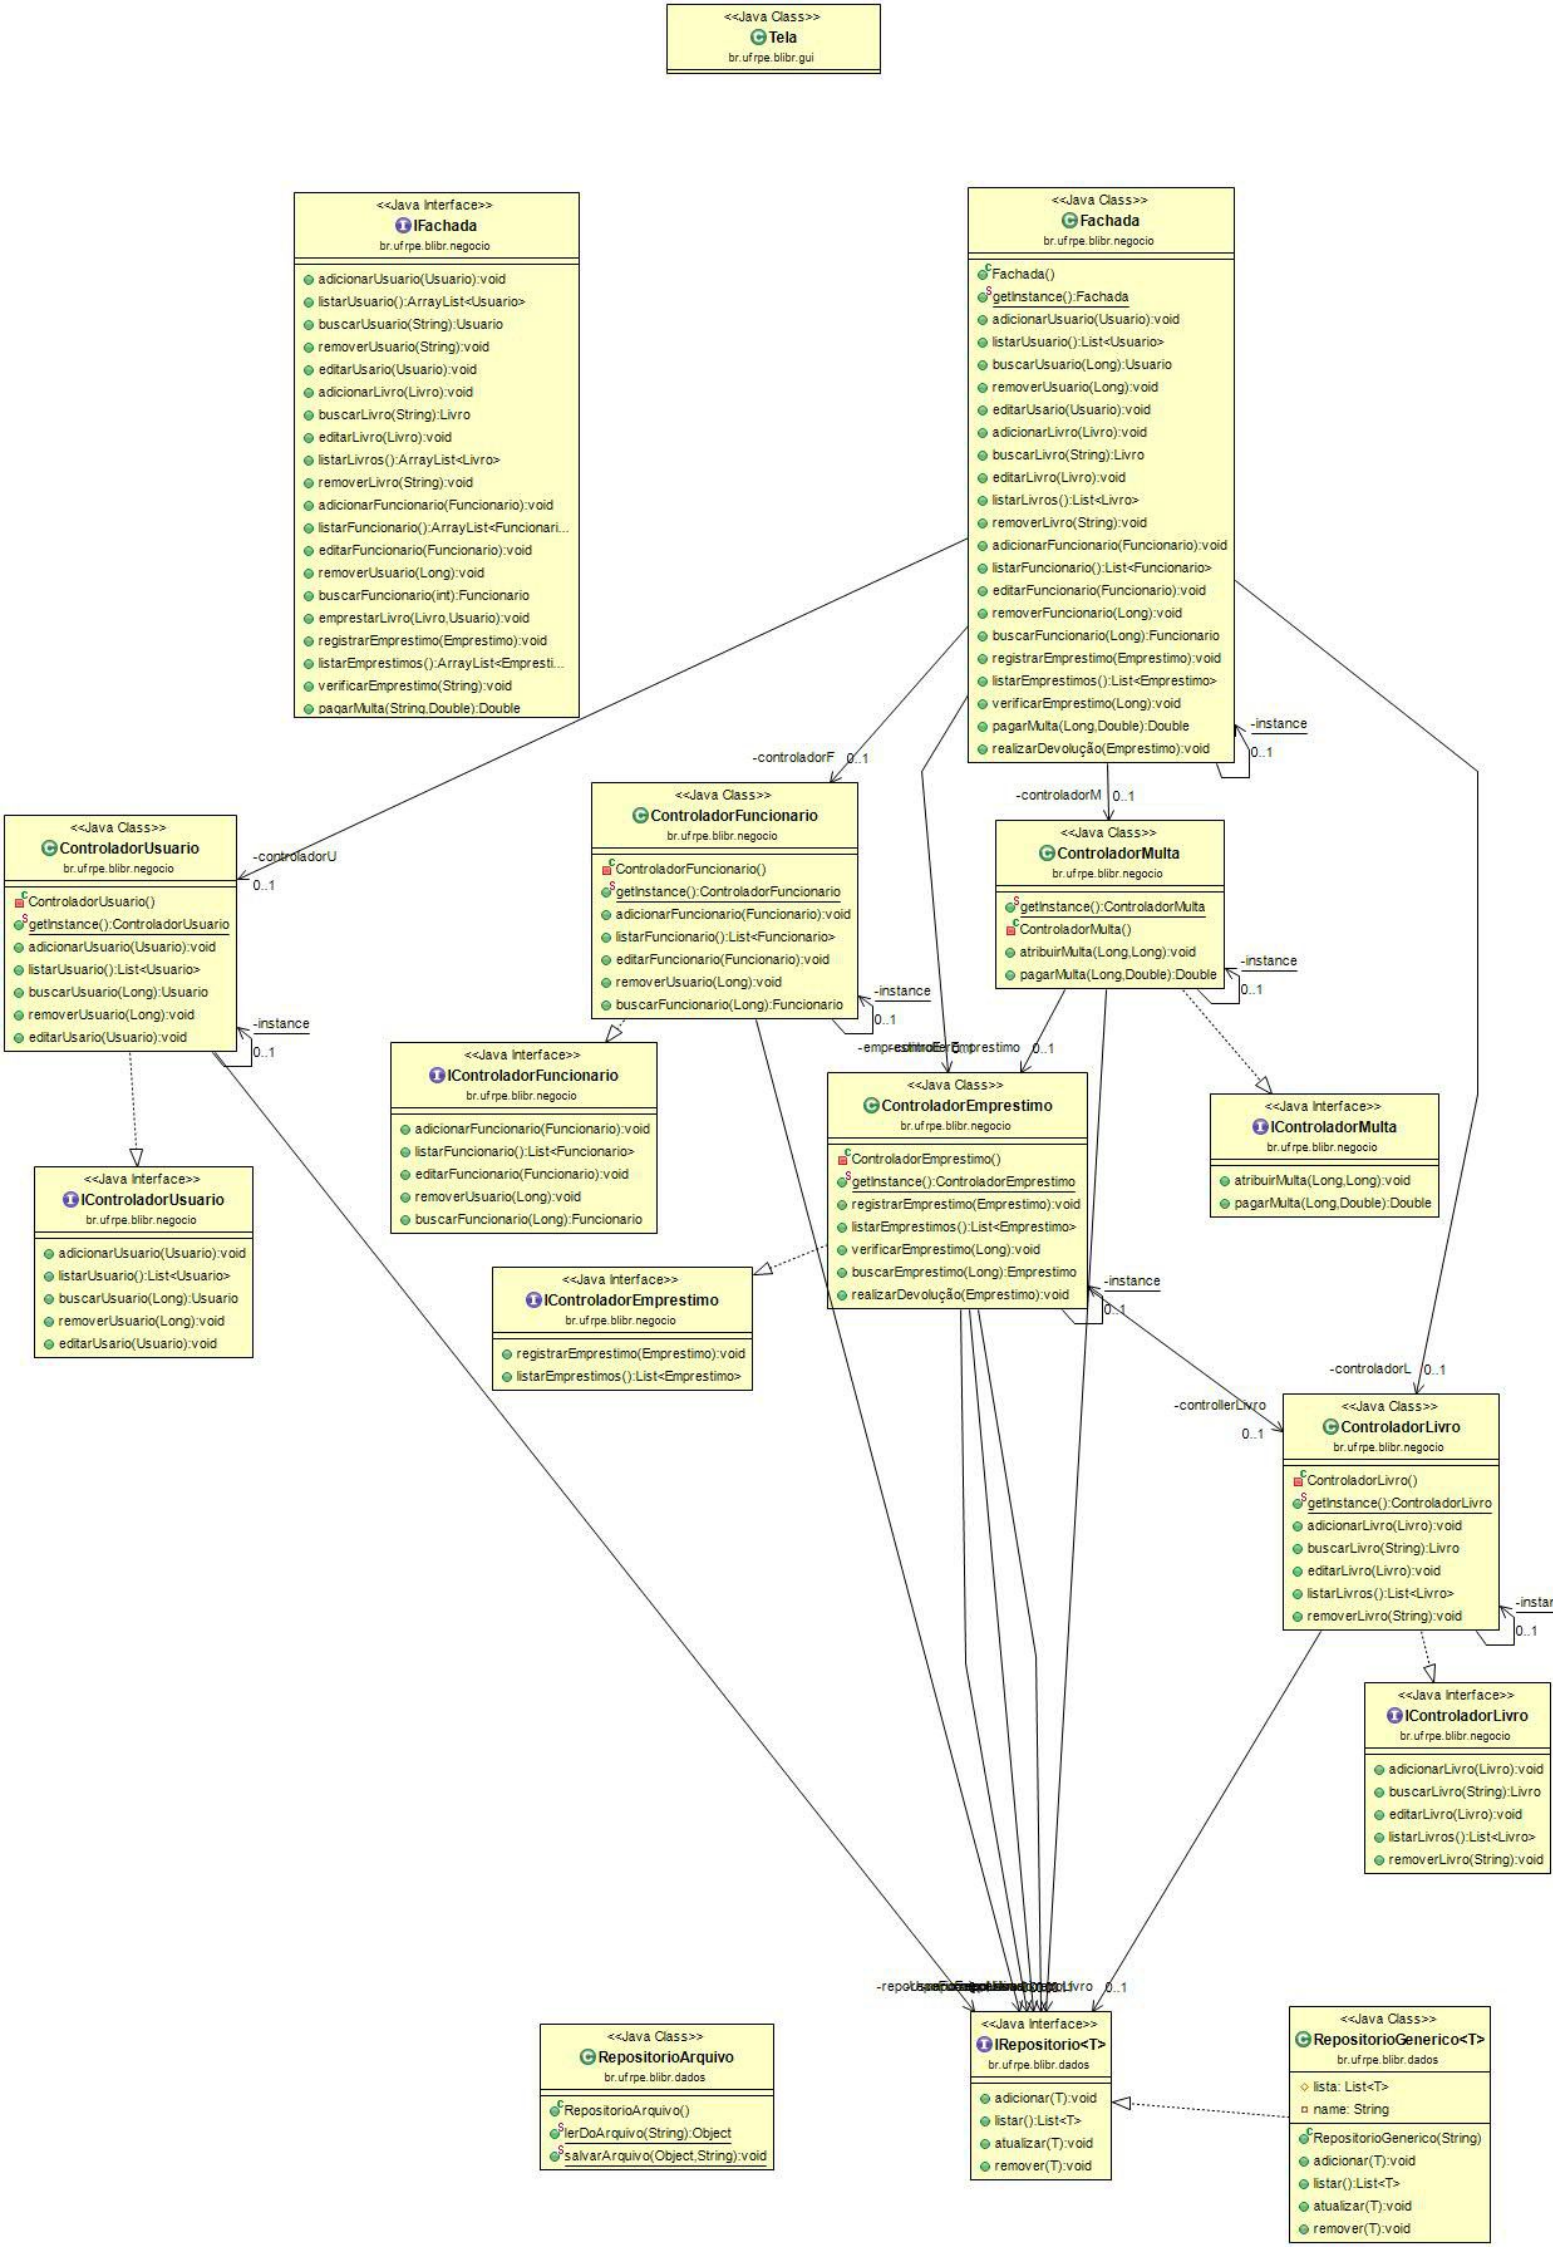 <<Java Class>>
Tela
br.ufrpe.blibr.gui
<<Java Interface>>
IFachada
br.ufrpe.blibr.negocio
adicionarUsuario(Usuario):void
listarUsuario():ArrayList<Usuario>
buscarUsuario(String):Usuario
removerUsuario(String):void
editarUsario(Usuario):void
adicionarLivro(Livro):void
buscarLivro(String):Livro
editarLivro(Livro):void
listarLivros():ArrayList<Livro>
removerLivro(String):void
adicionarFuncionario(Funcionario):void
listarFuncionario():ArrayList<Funcionari...
editarFuncionario(Funcionario):void
removerUsuario(Long):void
buscarFuncionario(int):Funcionario
emprestarLivro(Livro,Usuario):void
registrarEmprestimo(Emprestimo):void
listarEmprestimos():ArrayList<Empresti...
verificarEmprestimo(String):void
pagarMulta(String,Double):Double
<<Java Class>>
Fachada
br.ufrpe.blibr.negocio
Fachada()
getInstance():Fachada
adicionarUsuario(Usuario):void
listarUsuario():List<Usuario>
buscarUsuario(Long):Usuario
removerUsuario(Long):void
editarUsario(Usuario):void
adicionarLivro(Livro):void
buscarLivro(String):Livro
editarLivro(Livro):void
listarLivros():List<Livro>
removerLivro(String):void
adicionarFuncionario(Funcionario):void
listarFuncionario():List<Funcionario>
editarFuncionario(Funcionario):void
removerFuncionario(Long):void
buscarFuncionario(Long):Funcionario
registrarEmprestimo(Emprestimo):void
listarEmprestimos():List<Emprestimo>
verificarEmprestimo(Long):void
pagarMulta(Long,Double):Double
realizarDevolução(Emprestimo):void
-instance
0..1
-controladorF 0..1
-controladorM 0..1
-controladorU
0..1
<<Java Class>>
ControladorUsuario
br.ufrpe.blibr.negocio
ControladorUsuario()
getInstance():ControladorUsuario
adicionarUsuario(Usuario):void
listarUsuario():List<Usuario>
buscarUsuario(Long):Usuario
removerUsuario(Long):void
editarUsario(Usuario):void
-instance
0..1
<<Java Class>>
ControladorFuncionario
br.ufrpe.blibr.negocio
ControladorFuncionario()
getInstance():ControladorFuncionario
adicionarFuncionario(Funcionario):void
listarFuncionario():List<Funcionario>
editarFuncionario(Funcionario):void
removerUsuario(Long):void
buscarFuncionario(Long):Funcionario
-instance
0..1
<<Java Class>>
ControladorMulta
br.ufrpe.blibr.negocio
getInstance():ControladorMulta
ControladorMulta()
atribuirMulta(Long,Long):void
pagarMulta(Long,Double):Double
-instance
0..1
0..1
<<Java Interface>>
IControladorFuncionario
br.ufrpe.blibr.negocio
adicionarFuncionario(Funcionario):void
listarFuncionario():List<Funcionario>
editarFuncionario(Funcionario):void
removerUsuario(Long):void
buscarFuncionario(Long):Funcionario
<<Java Class>>
ControladorEmprestimo
br.ufrpe.blibr.negocio
ControladorEmprestimo()
getInstance():ControladorEmprestimo
registrarEmprestimo(Emprestimo):void
listarEmprestimos():List<Emprestimo>
verificarEmprestimo(Long):void
buscarEmprestimo(Long):Emprestimo
realizarDevolução(Emprestimo):void
-instance
0..1
<<Java Interface>>
IControladorMulta
br.ufrpe.blibr.negocio
atribuirMulta(Long,Long):void
pagarMulta(Long,Double):Double
<<Java Interface>>
IControladorUsuario
br.ufrpe.blibr.negocio
adicionarUsuario(Usuario):void
listarUsuario():List<Usuario>
buscarUsuario(Long):Usuario
removerUsuario(Long):void
editarUsario(Usuario):void
<<Java Interface>>
IControladorEmprestimo
br.ufrpe.blibr.negocio
registrarEmprestimo(Emprestimo):void
listarEmprestimos():List<Emprestimo>
-controladorL 0..1
-controllerLivro
0..1
<<Java Class>>
ControladorLivro
br.ufrpe.blibr.negocio
ControladorLivro()
getInstance():ControladorLivro
adicionarLivro(Livro):void
buscarLivro(String):Livro
editarLivro(Livro):void
listarLivros():List<Livro>
removerLivro(String):void
-instar
0..1
<<Java Interface>>
IControladorLivro
br.ufrpe.blibr.negocio
adicionarLivro(Livro):void
buscarLivro(String):Livro
editarLivro(Livro):void
listarLivros():List<Livro>
removerLivro(String):void
0..1
<<Java Class>>
RepositorioArquivo
br.ufrpe.blibr.dados
RepositorioArquivo()
lerDoArquivo(String):Object
salvarArquivo(Object,String):void
<<Java Interface>>
IRepositorio<T>
br.ufrpe.blibr.dados
adicionar(T):void
listar():List<T>
atualizar(T):void
remover(T):void
<<Java Class>>
RepositorioGenerico<T>
br.ufrpe.blibr.dados
lista: List<T>
name: String
RepositorioGenerico(String)
adicionar(T):void
listar():List<T>
atualizar(T):void
remover(T):void